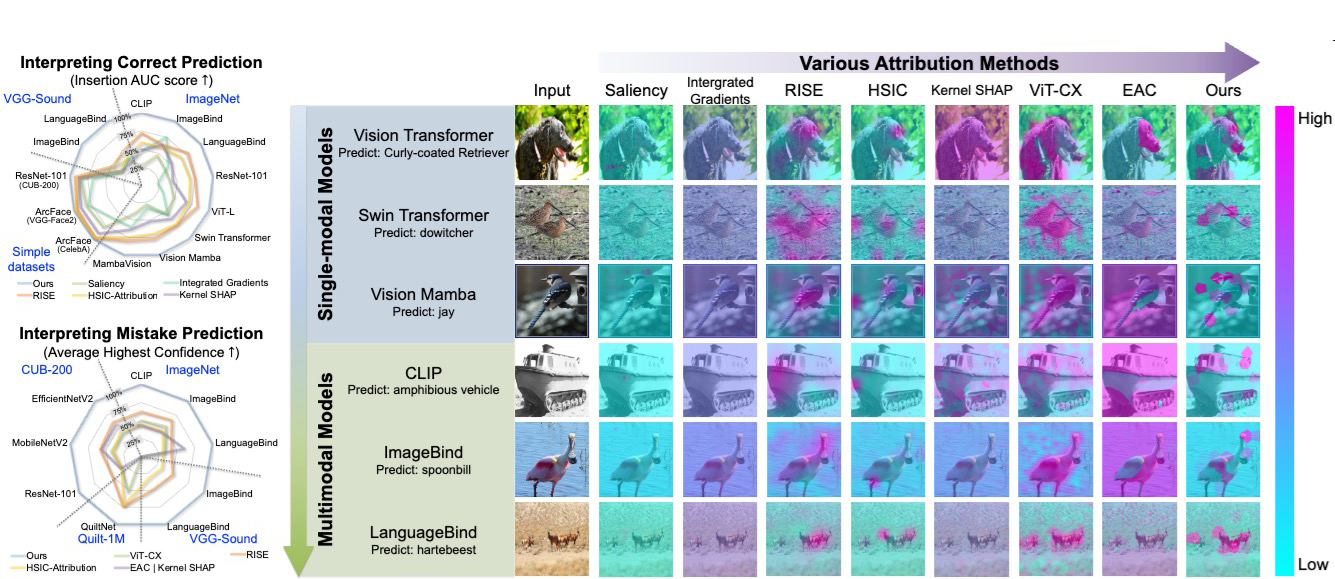 Interpreting Correct Prediction
(Insertion AUC score ↑)
VGG-Sound
ImageNet
CLIP
ImageBind
LanguageBind
ResNet-101
ViT-L
Swin Transformer
Vision Mamba
MambaVision
ArcFace
(CelebA)
ArcFace
(VGG-Face2)
ResNet-101
(CUB-200)
ImageBind
LanguageBind
100%
75%
50%
25%
Simple
datasets
Ours
Saliency
Integrated Gradients
RISE
HSIC-Attribution
Kernel SHAP
Interpreting Mistake Prediction
(Average Highest Confidence ↑)
CUB-200
ImageNet
CLIP
ImageBind
LanguageBind
ImageBind
LanguageBind
QuiltNet
ResNet-101
MobileNetV2
EfficientNetV2
100%
75%
50%
25%
Quilt-1M
VGG-Sound
Ours
ViT-CX
RISE
HSIC-Attribution
EAC | Kernel SHAP
Various Attribution Methods
Input
Saliency
Intergrated
Gradients
RISE
HSIC
Kernel SHAP
ViT-CX
EAC
Ours
Single-modal Models
Vision Transformer
Predict: Curly-coated Retriever
Swin Transformer
Predict: dowitcher
Vision Mamba
Predict: jay
Multimodal Models
CLIP
Predict: amphibious vehicle
ImageBind
Predict: spoonbill
LanguageBind
Predict: hartebeest
High
Low